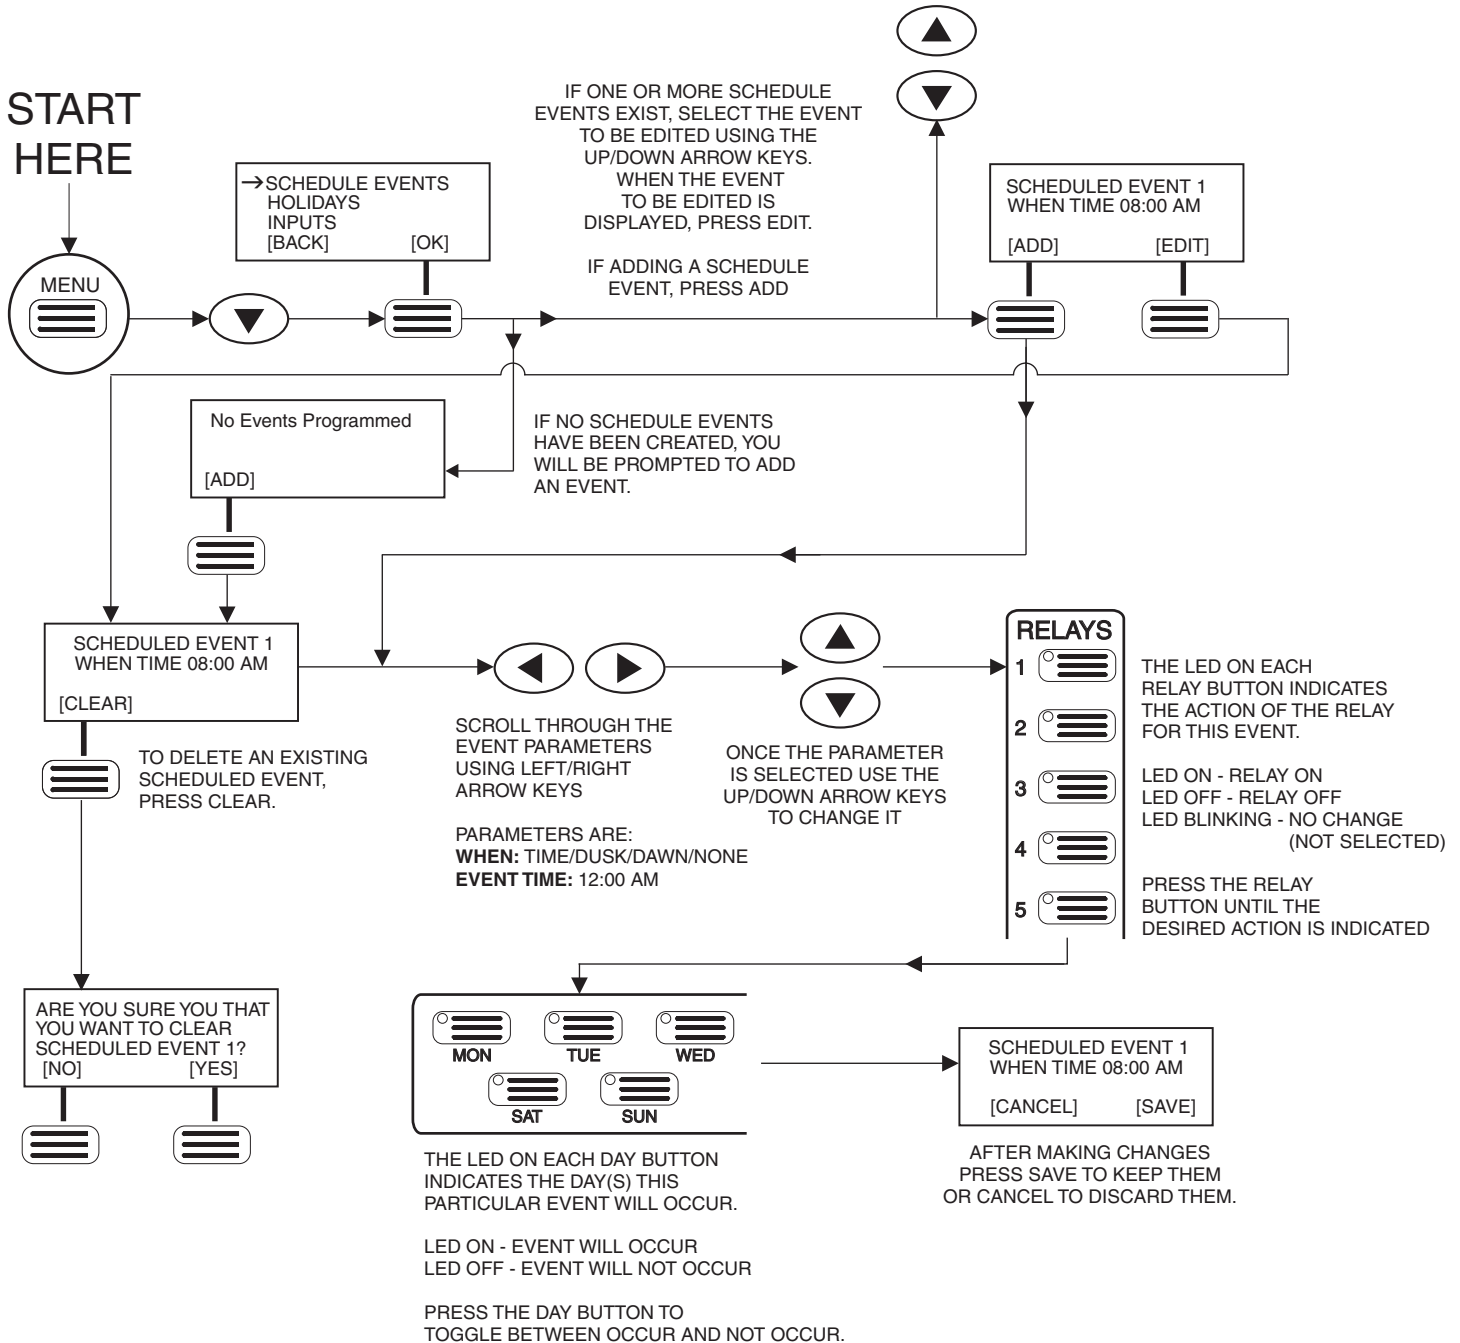 START
HERE
MENU
→SCHEDULE EVENTS
HOLIDAYS
INPUTS
[BACK] [OK]
IF ONE OR MORE SCHEDULE
EVENTS EXIST, SELECT THE EVENT
TO BE EDITED USING THE
UP/DOWN ARROW KEYS.
WHEN THE EVENT
TO BE EDITED IS
DISPLAYED, PRESS EDIT.
IF ADDING A SCHEDULE
EVENT, PRESS ADD
SCHEDULED EVENT 1
WHEN TIME 08:00 AM
[ADD] [EDIT]
No Events Programmed
[ADD]
IF NO SCHEDULE EVENTS
HAVE BEEN CREATED, YOU
WILL BE PROMPTED TO ADD
AN EVENT.
SCHEDULED EVENT 1
WHEN TIME 08:00 AM
[CLEAR]
TO DELETE AN EXISTING
SCHEDULED EVENT,
PRESS CLEAR.
SCROLL THROUGH THE
EVENT PARAMETERS
USING LEFT/RIGHT
ARROW KEYS
PARAMETERS ARE:
WHEN: TIME/DUSK/DAWN/NONE
EVENT TIME: 12:00 AM
ONCE THE PARAMETER
IS SELECTED USE THE
UP/DOWN ARROW KEYS
TO CHANGE IT
RELAYS
1
2
3
4
5
THE LED ON EACH
RELAY BUTTON INDICATES
THE ACTION OF THE RELAY
FOR THIS EVENT.
LED ON - RELAY ON
LED OFF - RELAY OFF
LED BLINKING - NO CHANGE
(NOT SELECTED)
PRESS THE RELAY
BUTTON UNTIL THE
DESIRED ACTION IS INDICATED
ARE YOU SURE YOU THAT
YOU WANT TO CLEAR
SCHEDULED EVENT 1?
[NO] [YES]
MON TUE WED
SAT SUN
THE LED ON EACH DAY BUTTON
INDICATES THE DAY(S) THIS
PARTICULAR EVENT WILL OCCUR.
LED ON - EVENT WILL OCCUR
LED OFF - EVENT WILL NOT OCCUR
PRESS THE DAY BUTTON TO
TOGGLE BETWEEN OCCUR AND NOT OCCUR.
SCHEDULED EVENT 1
WHEN TIME 08:00 AM
[CANCEL] [SAVE]
AFTER MAKING CHANGES
PRESS SAVE TO KEEP THEM
OR CANCEL TO DISCARD THEM.